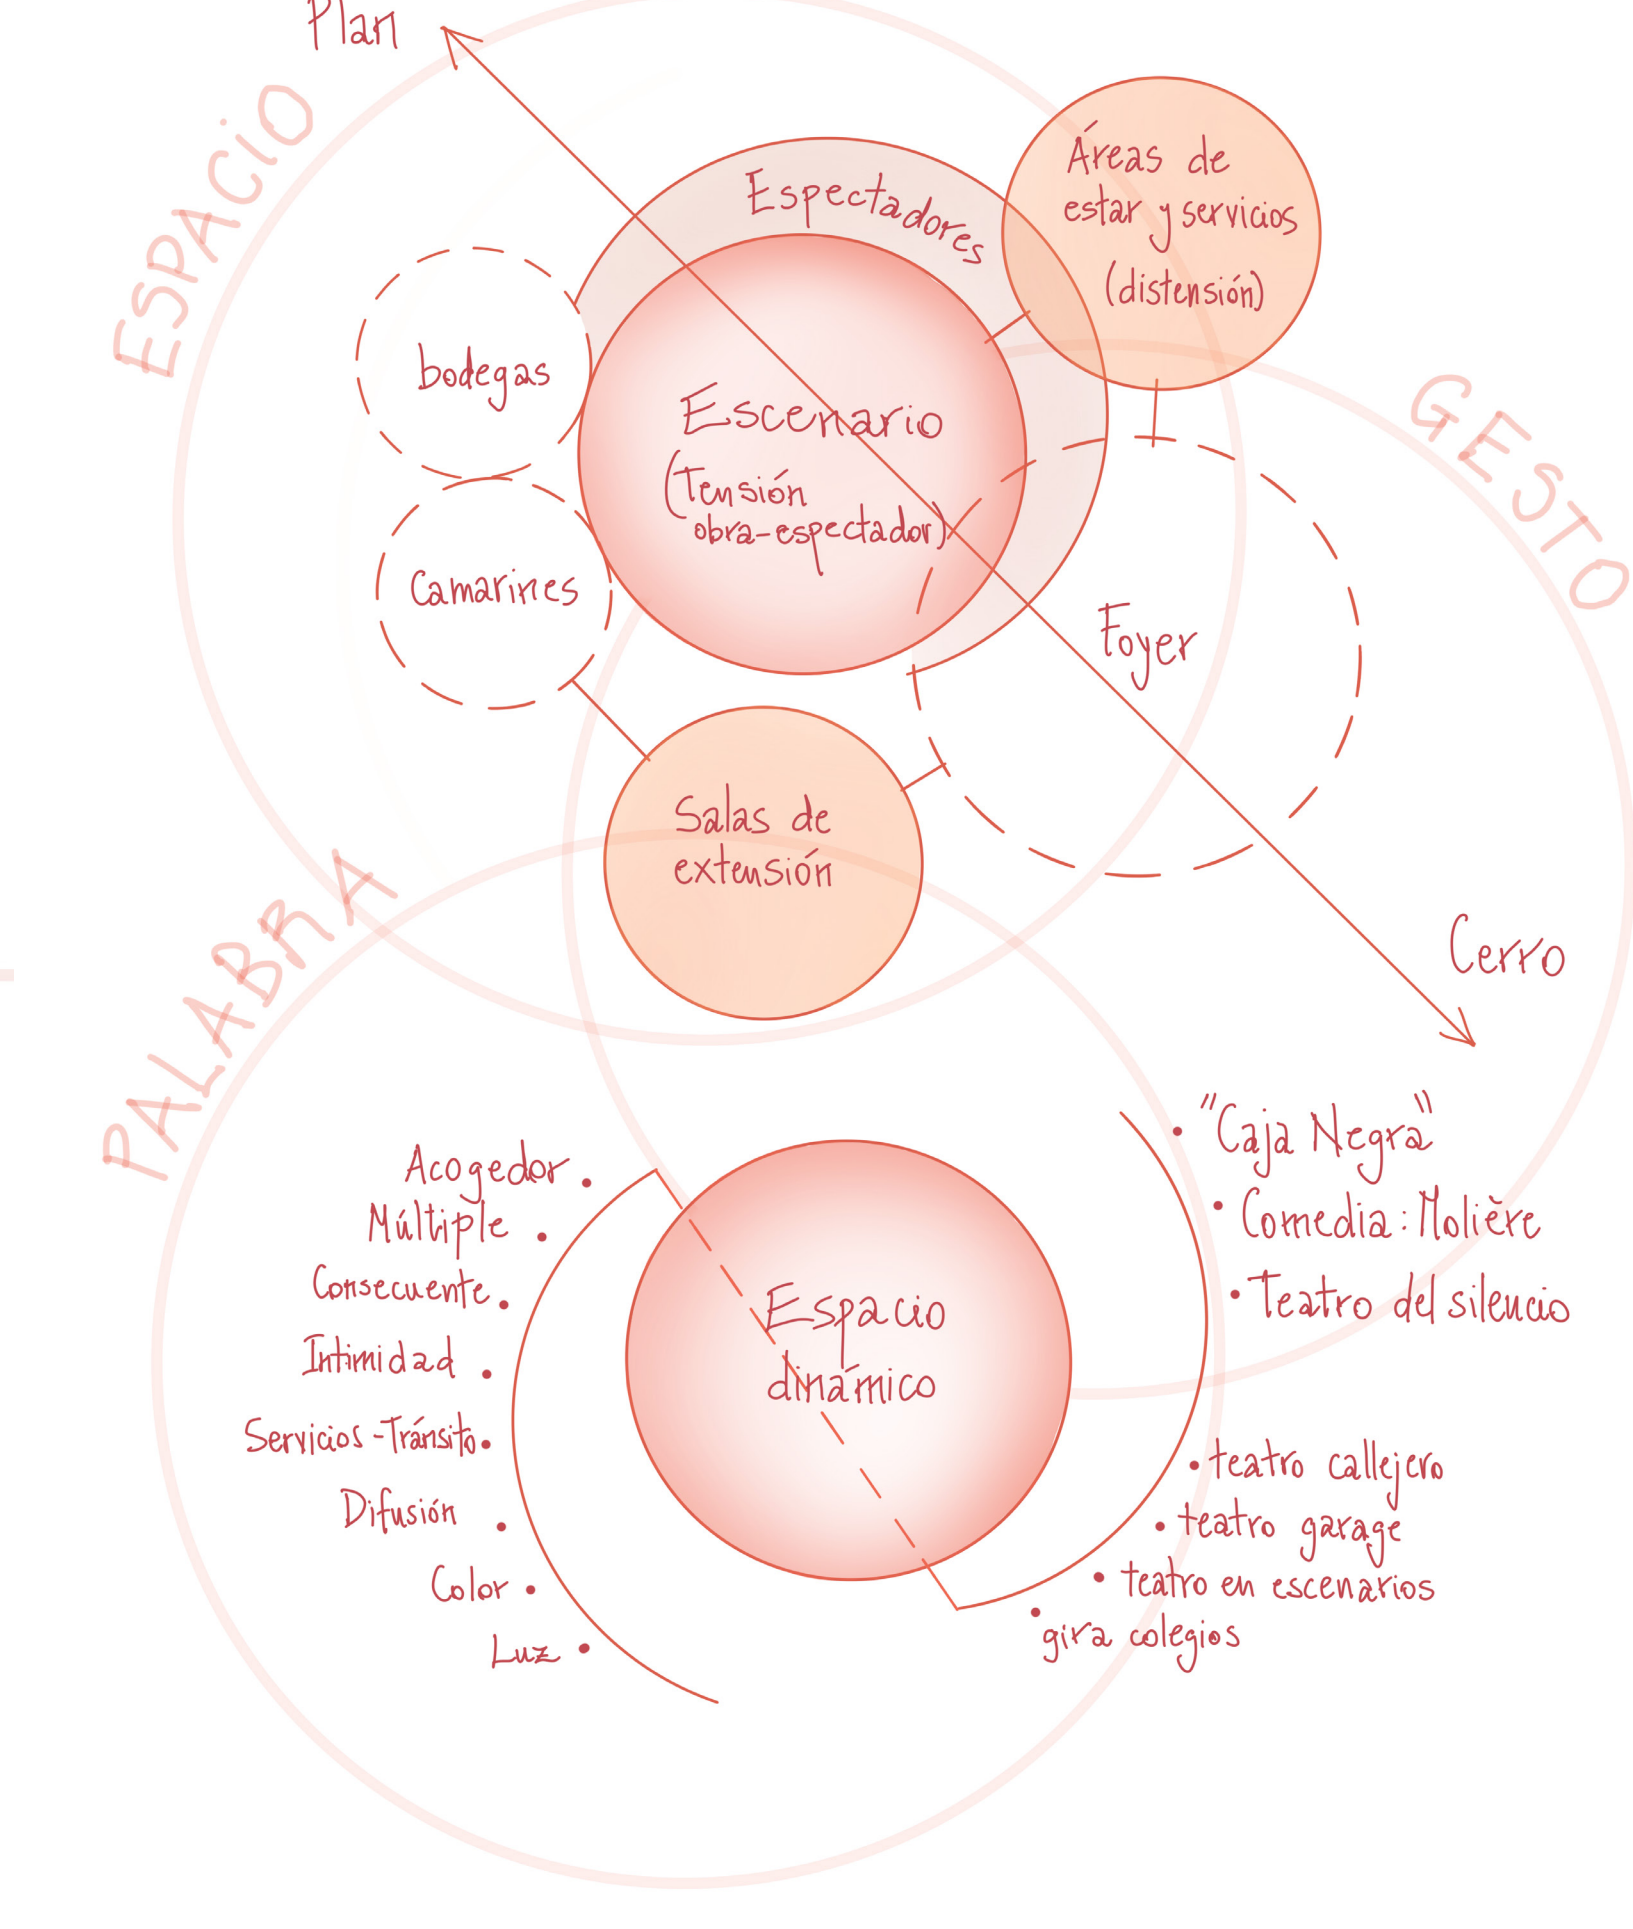 Plan
ESPACIO
Espectadores
Áreas de
estar y servicios
(distensión)
bodegas
Escenario
(Tensión
obra-espectador)
Camarines
GESTO
Foyer
Salas de
extensión
Cerro
PALABRA
Acogedor
Múltiple
Consecuente
Intimidad
Servicios-Tránsito
Difusión
Color
Luz
Espacio
dinámico
"Caja Negra"
Comedia: Molière
Teatro del silencio
teatro callejero
teatro garage
teatro en escenarios
gira colegios